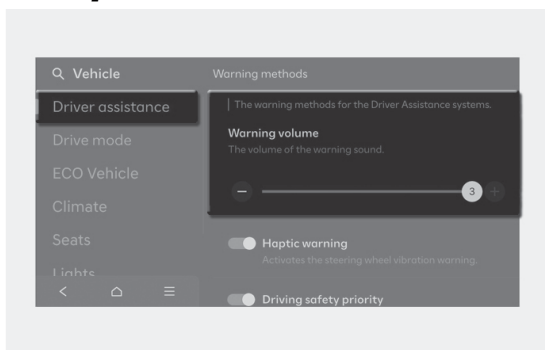 Vehicle
Driver assistance
Drive mode
ECO Vehicle
Climate
Seats
Lights
Warning methods
The warning methods for the Driver Assistance systems.
Warning volume
The volume of the warning sound.
3
Haptic warning
Activates the steering wheel vibration warning.
Driving safety priority